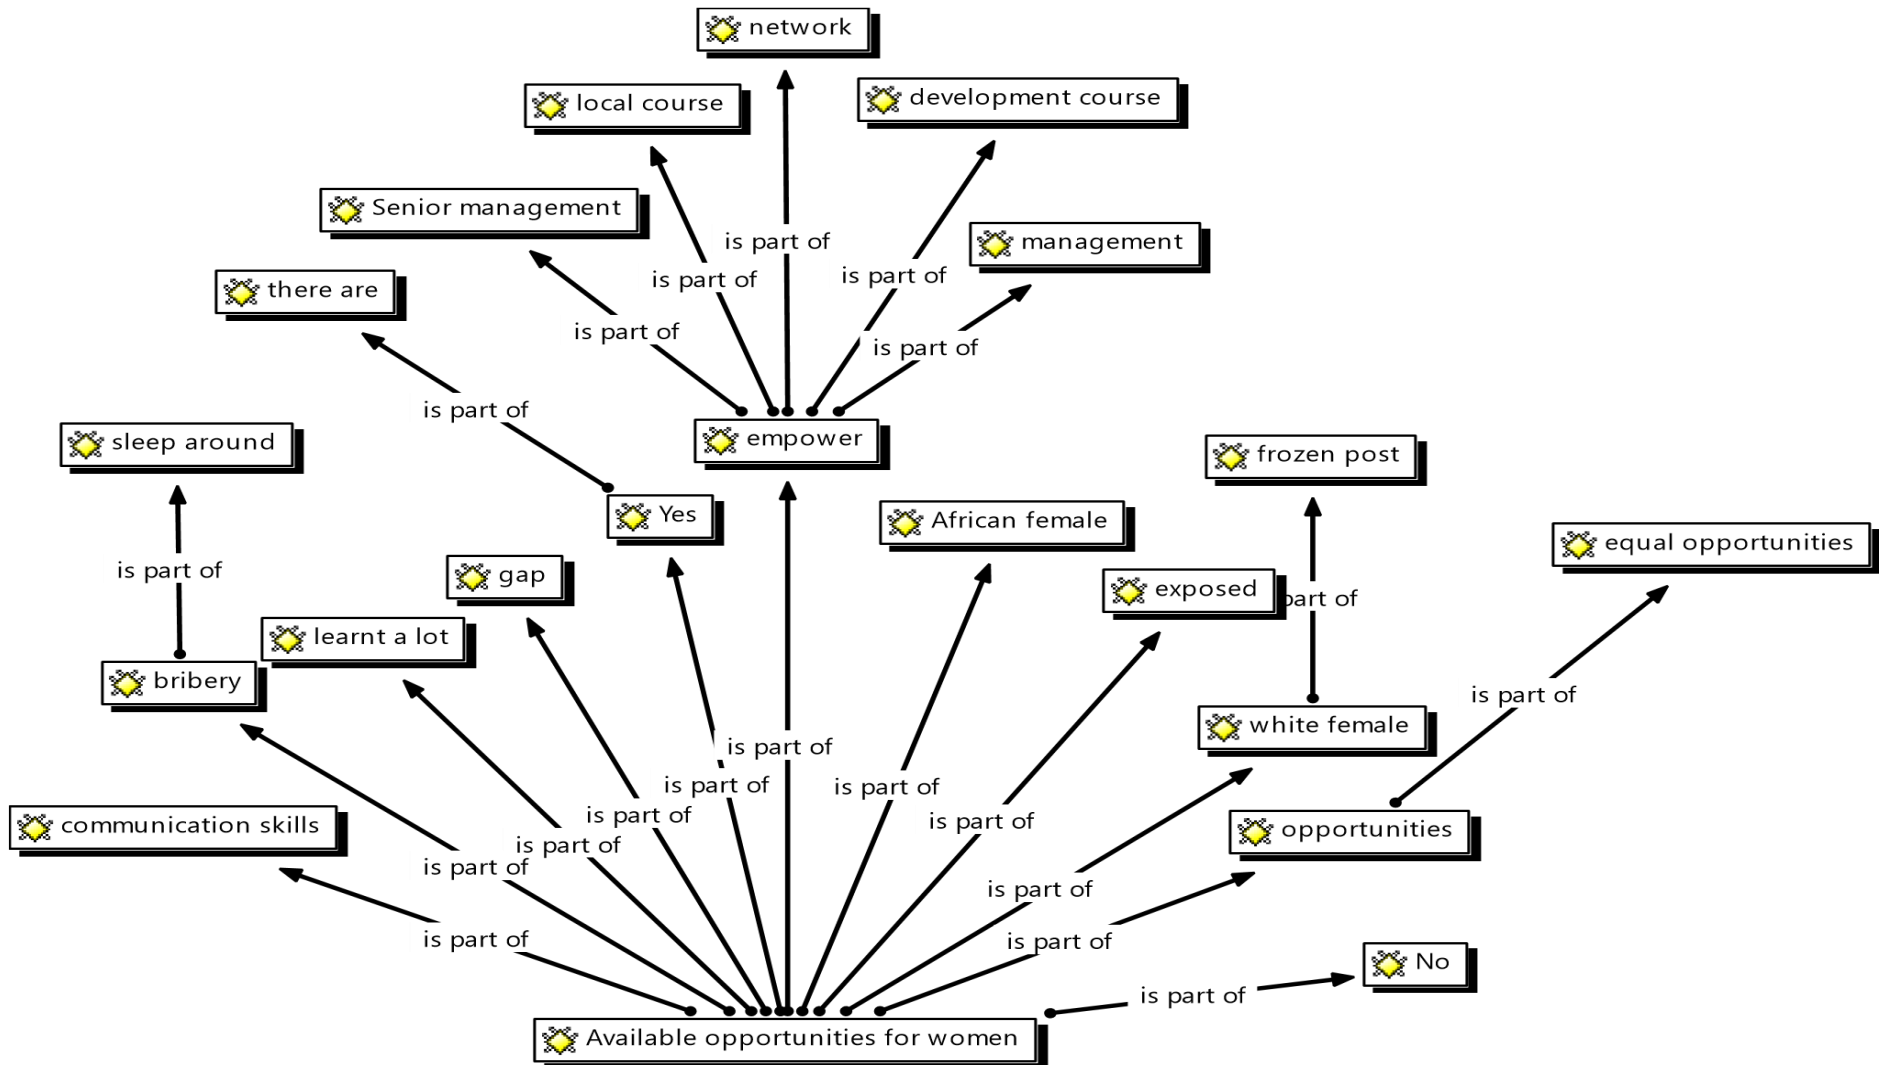 network
development course
local course
Senior management
is part of
management
is part of
is part of
there are
is part of
is part of
is part of
sleep around
empower
frozen post
Yes
African female
equal opportunities
is part of
gap
exposed
part of
learnt a lot
bribery
is part of
white female
is part of
is part of
is part of
is part of
is part of
communication skills
is part of
opportunities
is part of
is part of
is part of
is part of
No
is part of
Available opportunities for women